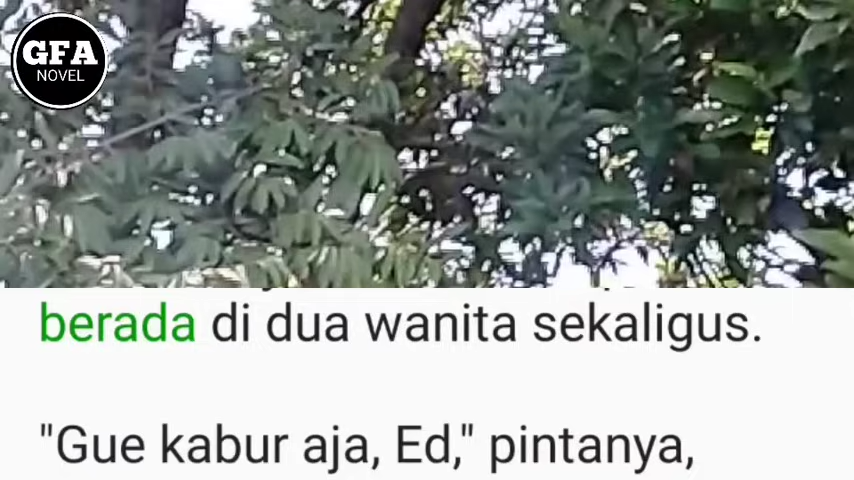 GFA
NOVEL
berada di dua wanita sekaligus.
"Gue kabur aja, Ed," pintanya,